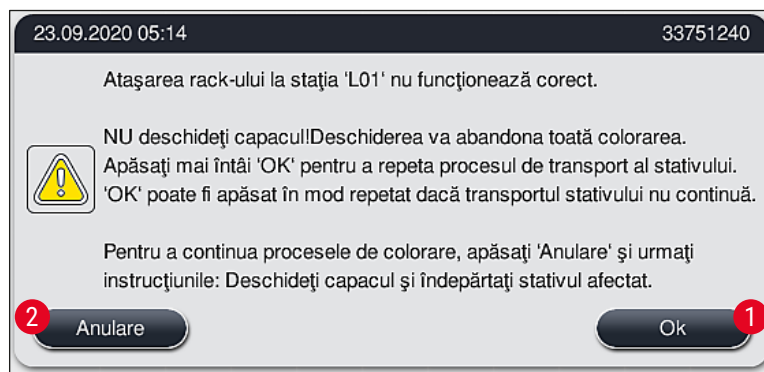 23.09.2020 05:14 33751240
Ataşarea rack-ului la staţia 'L01' nu funcţionează corect.
NU deschideţi capacul!Deschiderea va abandona toată colorarea.
Apăsaţi mai întâi 'OK' pentru a repeta procesul de transport al stativului.
'OK' poate fi apăsat în mod repetat dacă transportul stativului nu continuă.
Pentru a continua procesele de colorare, apăsaţi 'Anulare' şi urmaţi
instrucţiunile: Deschideţi capacul şi îndepărtaţi stativul afectat.
2 Anulare Ok 1